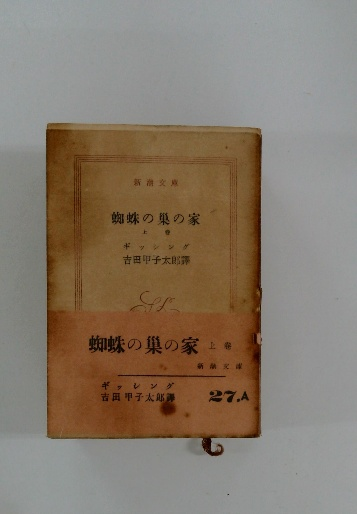 新潮文庫
蜘蛛の巣の家
上巻
ギッシング
吉田甲子太郎譯
蜘蛛の巣の家 上巻
新潮文庫
ギッシング
吉田甲子太郎譯
27.A